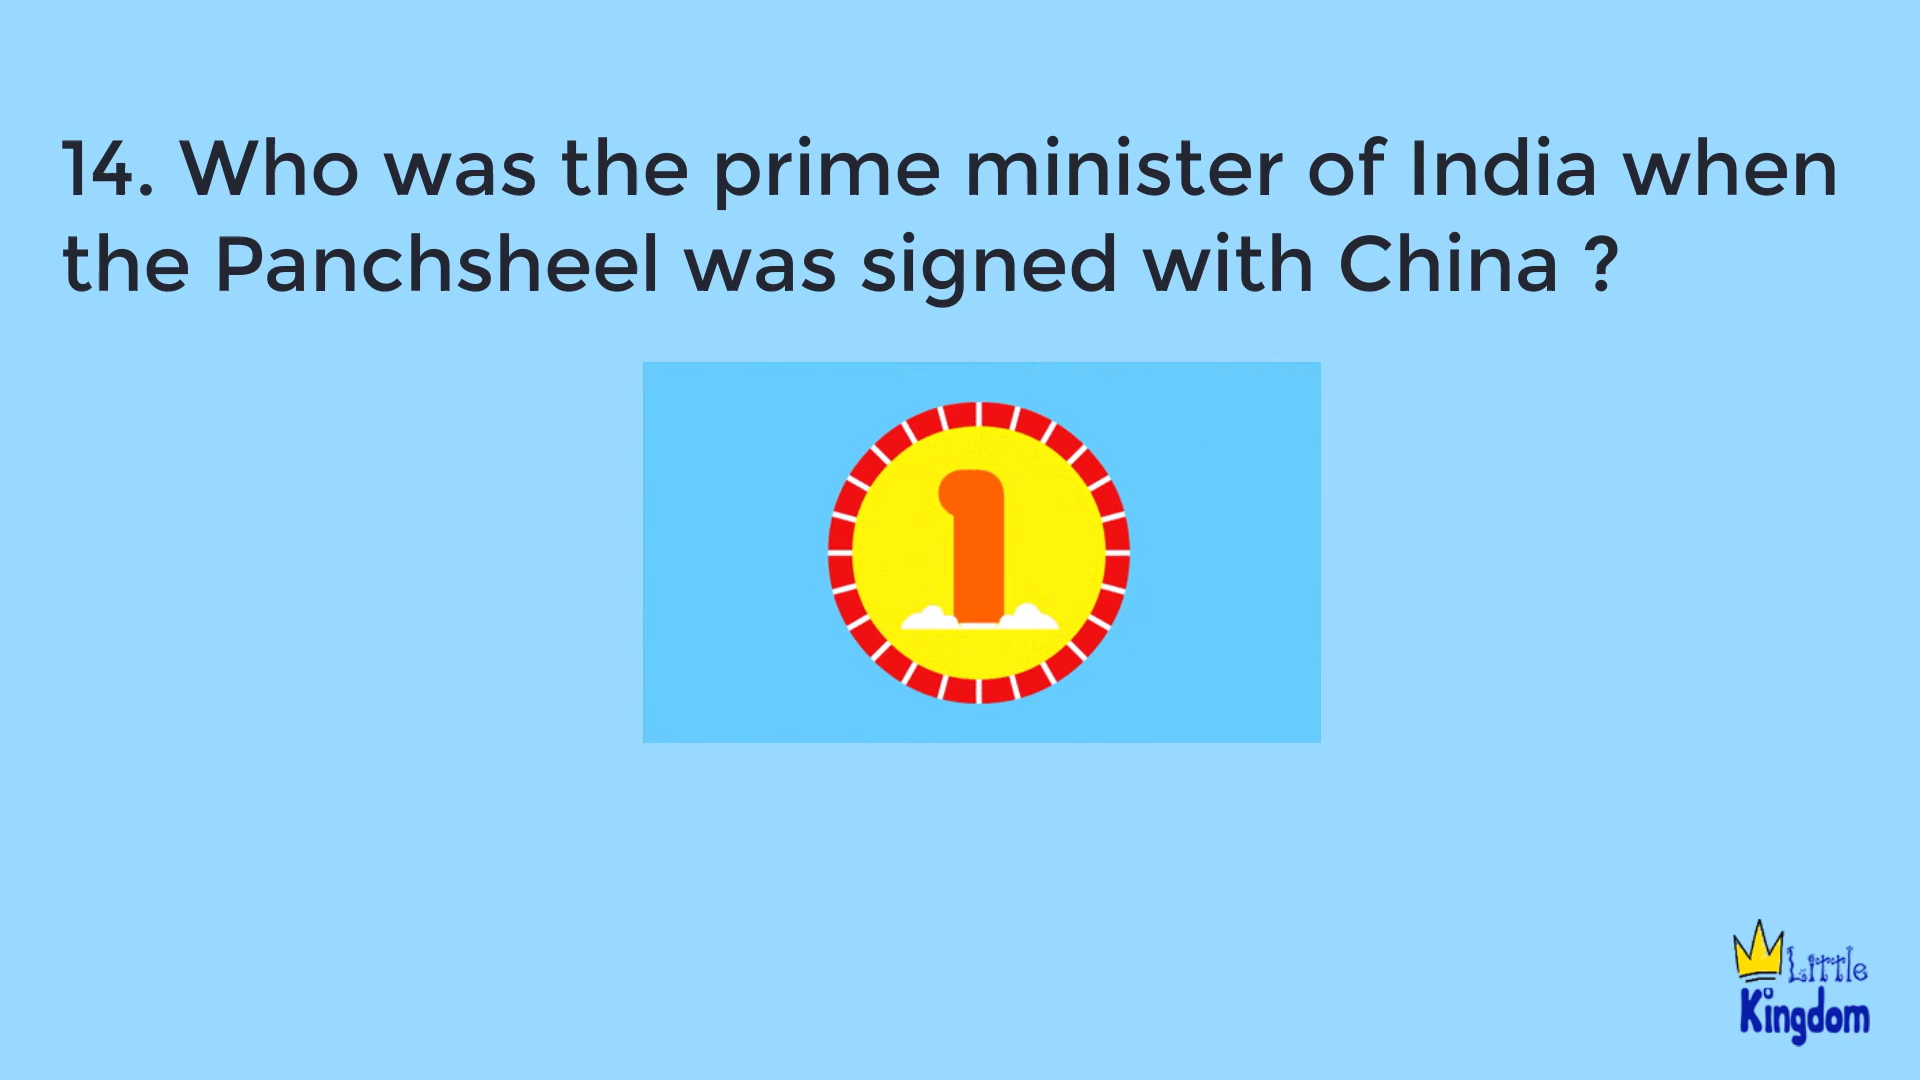 14. Who was the prime minister of India when
the Panchsheel was signed with China ?
1
Little
Kingdom